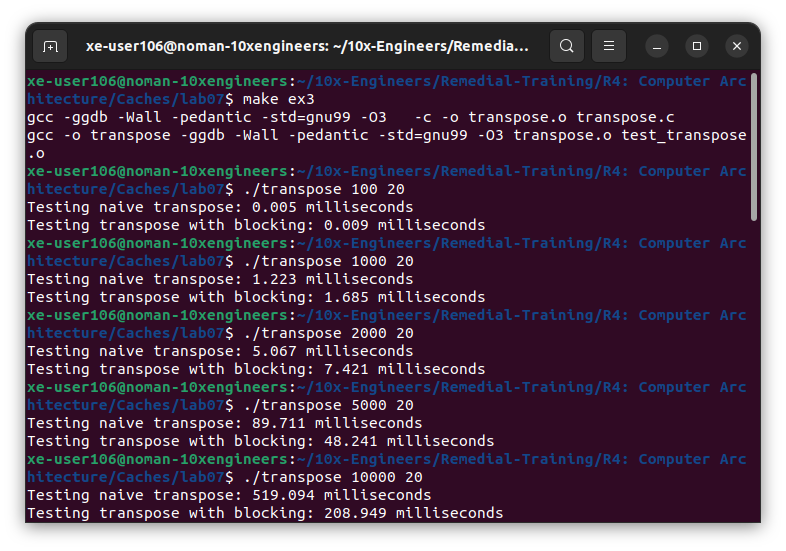 xe-user106@noman-10xengineers: ~/10x-Engineers/Remedia...
xe-user106@noman-10xengineers:~/10x-Engineers/Remedial-Training/R4: Computer Arc
hitecture/Caches/lab07$ make ex3
gcc -ggdb -Wall -pedantic -std=gnu99 -O3   -c -o transpose.o transpose.c
gcc -o transpose -ggdb -Wall -pedantic -std=gnu99 -O3 transpose.o test_transpose
.o
xe-user106@noman-10xengineers:~/10x-Engineers/Remedial-Training/R4: Computer Arc
hitecture/Caches/lab07$ ./transpose 100 20
Testing naive transpose: 0.005 milliseconds
Testing transpose with blocking: 0.009 milliseconds
xe-user106@noman-10xengineers:~/10x-Engineers/Remedial-Training/R4: Computer Arc
hitecture/Caches/lab07$ ./transpose 1000 20
Testing naive transpose: 1.223 milliseconds
Testing transpose with blocking: 1.685 milliseconds
xe-user106@noman-10xengineers:~/10x-Engineers/Remedial-Training/R4: Computer Arc
hitecture/Caches/lab07$ ./transpose 2000 20
Testing naive transpose: 5.067 milliseconds
Testing transpose with blocking: 7.421 milliseconds
xe-user106@noman-10xengineers:~/10x-Engineers/Remedial-Training/R4: Computer Arc
hitecture/Caches/lab07$ ./transpose 5000 20
Testing naive transpose: 89.711 milliseconds
Testing transpose with blocking: 48.241 milliseconds
xe-user106@noman-10xengineers:~/10x-Engineers/Remedial-Training/R4: Computer Arc
hitecture/Caches/lab07$ ./transpose 10000 20
Testing naive transpose: 519.094 milliseconds
Testing transpose with blocking: 208.949 milliseconds